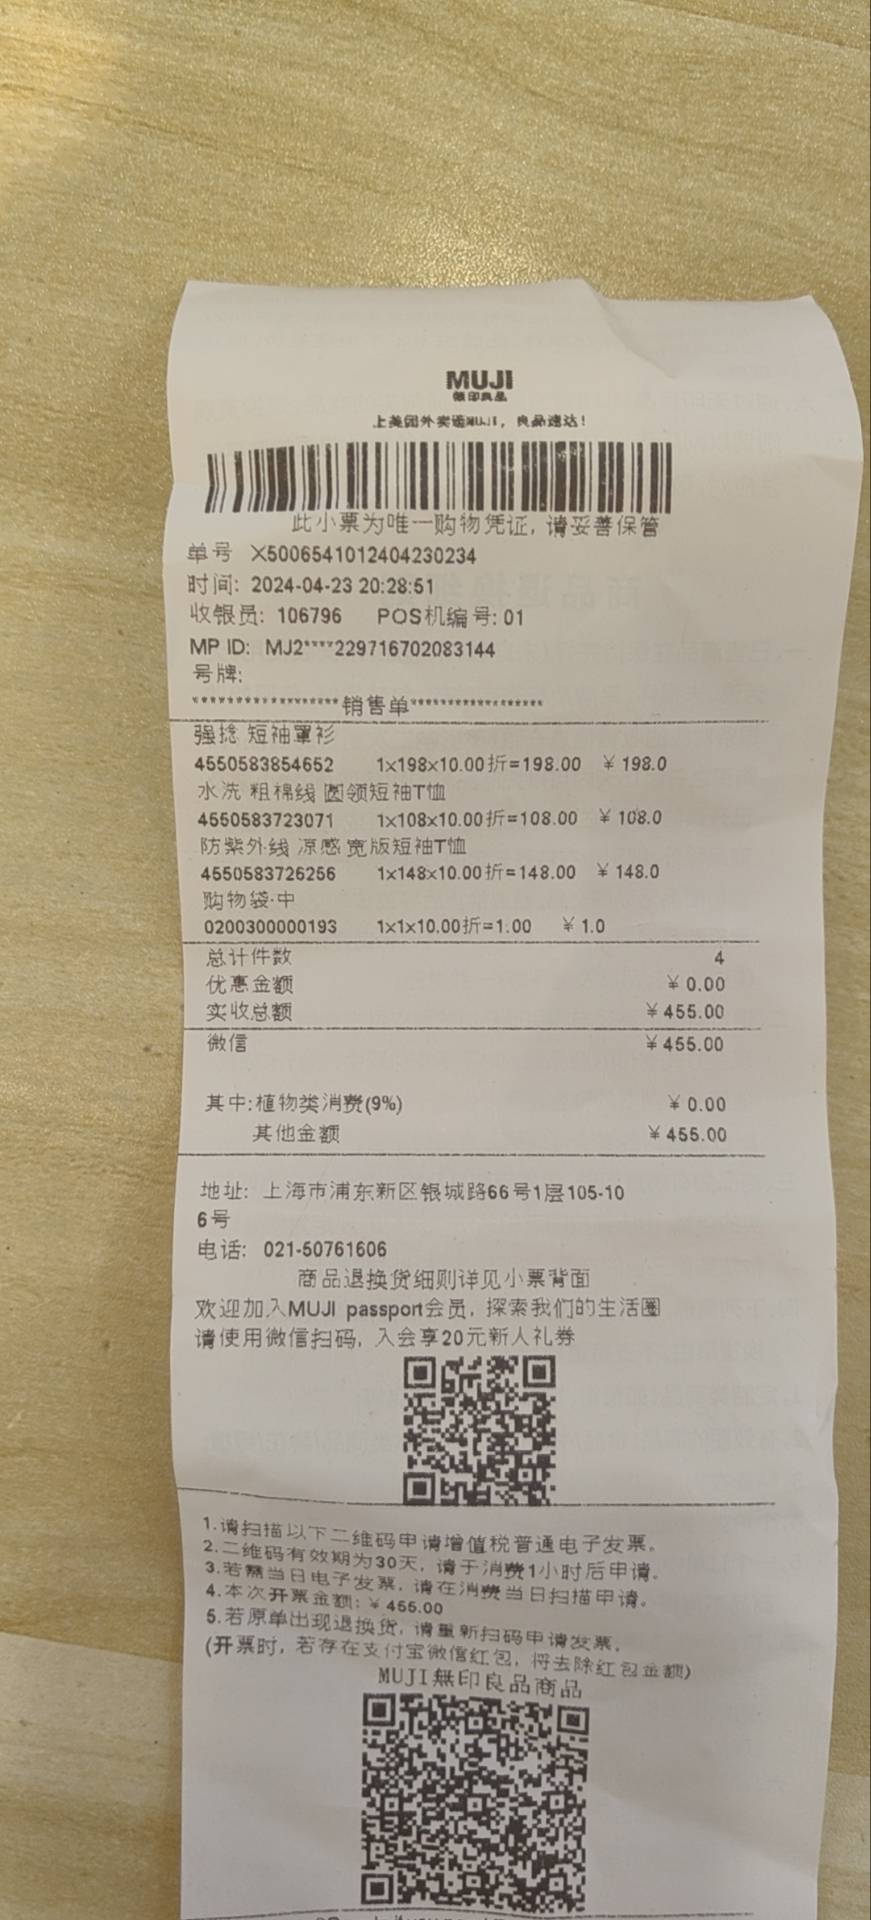 MUJI
無印良品
上美团外卖逛MUJI，良品速达！
此小票为唯一购物凭证，请妥善保管
单号 X5006541012404230234
时间: 2024-04-23 20:28:51
收银员: 106796 POS机编号: 01
MP ID: MJ2****229716702083144
号牌:
********************销售单******************
强捻 短袖罩衫
4550583854652 1x198x10.00折=198.00 ￥198.0
水洗 粗棉线 圆领短袖T恤
4550583723071 1x108x10.00折=108.00 ￥108.0
防紫外线 凉感 宽版短袖T恤
4550583726256 1x148x10.00折=148.00 ￥148.0
购物袋·中
0200300000193 1x1x10.00折=1.00 ￥1.0
总计件数 4
优惠金额 ￥0.00
实收总额 ￥455.00
微信 ￥455.00
其中:植物类消费(9%) ￥0.00
其他金额 ￥455.00
地址: 上海市浦东新区银城路66号1层105-10
6号
电话: 021-50761606
商品退换货细则详见小票背面
欢迎加入MUJI passport会员，探索我们的生活圈
请使用微信扫码，入会享20元新人礼券
1.请扫描以下二维码申请增值税普通电子发票。
2.二维码有效期为30天，请于消费1小时后申请。
3.若需当日电子发票，请在消费当日扫描申请。
4.本次开票金额: ￥455.00
5.若原单出现退换货，请重新扫码申请发票。
(开票时，若存在支付宝微信红包，将去除红包金额)
MUJI無印良品商品